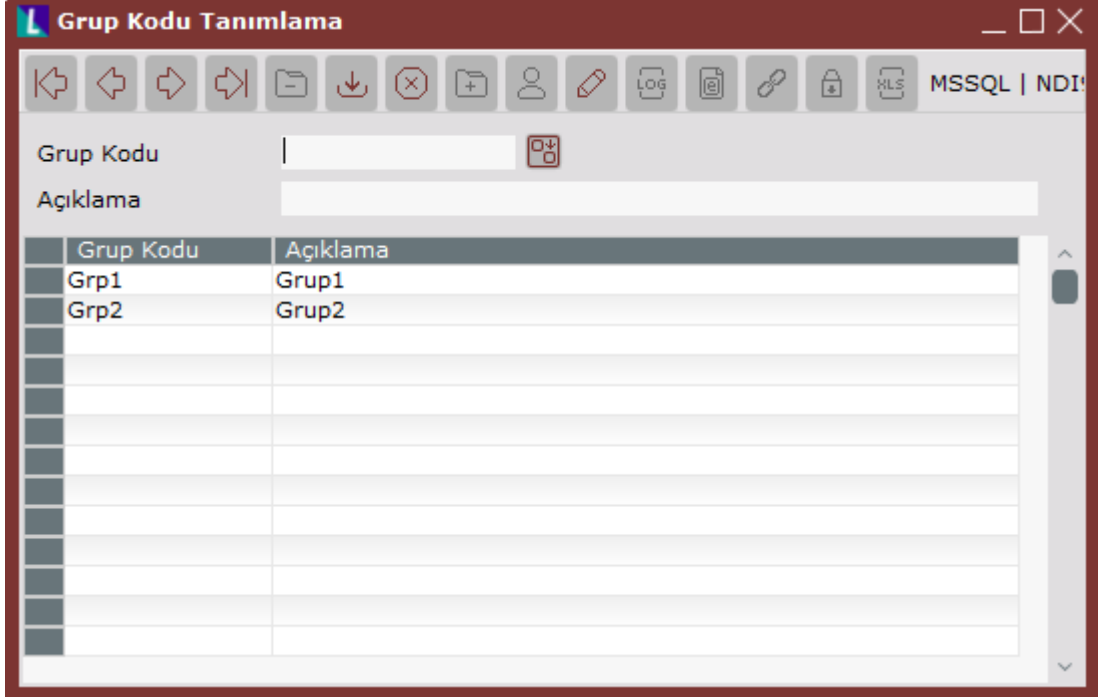 Grup Kodu Tanımlama
LOG
XLS
MSSQL | NDI
Grup Kodu
Açıklama
Grup Kodu Açıklama
Grp1 Grup1
Grp2 Grup2